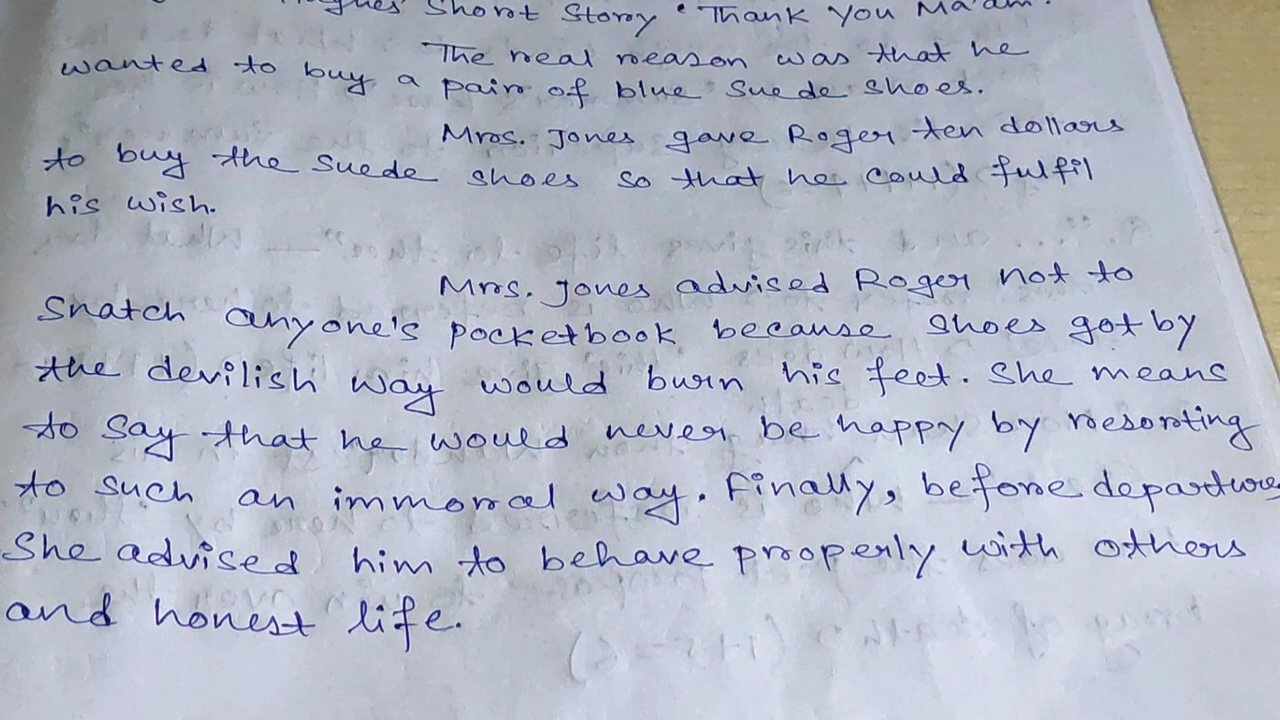 Hughes' Short Story "Thank You Ma'am".
The real reason was that he
wanted to buy a pair of blue suede shoes.
Mrs. Jones gave Roger ten dollars
to buy the suede shoes so that he could fulfil
his wish.
Mrs. Jones advised Roger not to
snatch anyone's pocketbook because shoes got by
the devilish way would burn his feet. She means
to say that he would never be happy by resorting
to such an immoral way. Finally, before departure
She advised him to behave properly with others
and honest life.